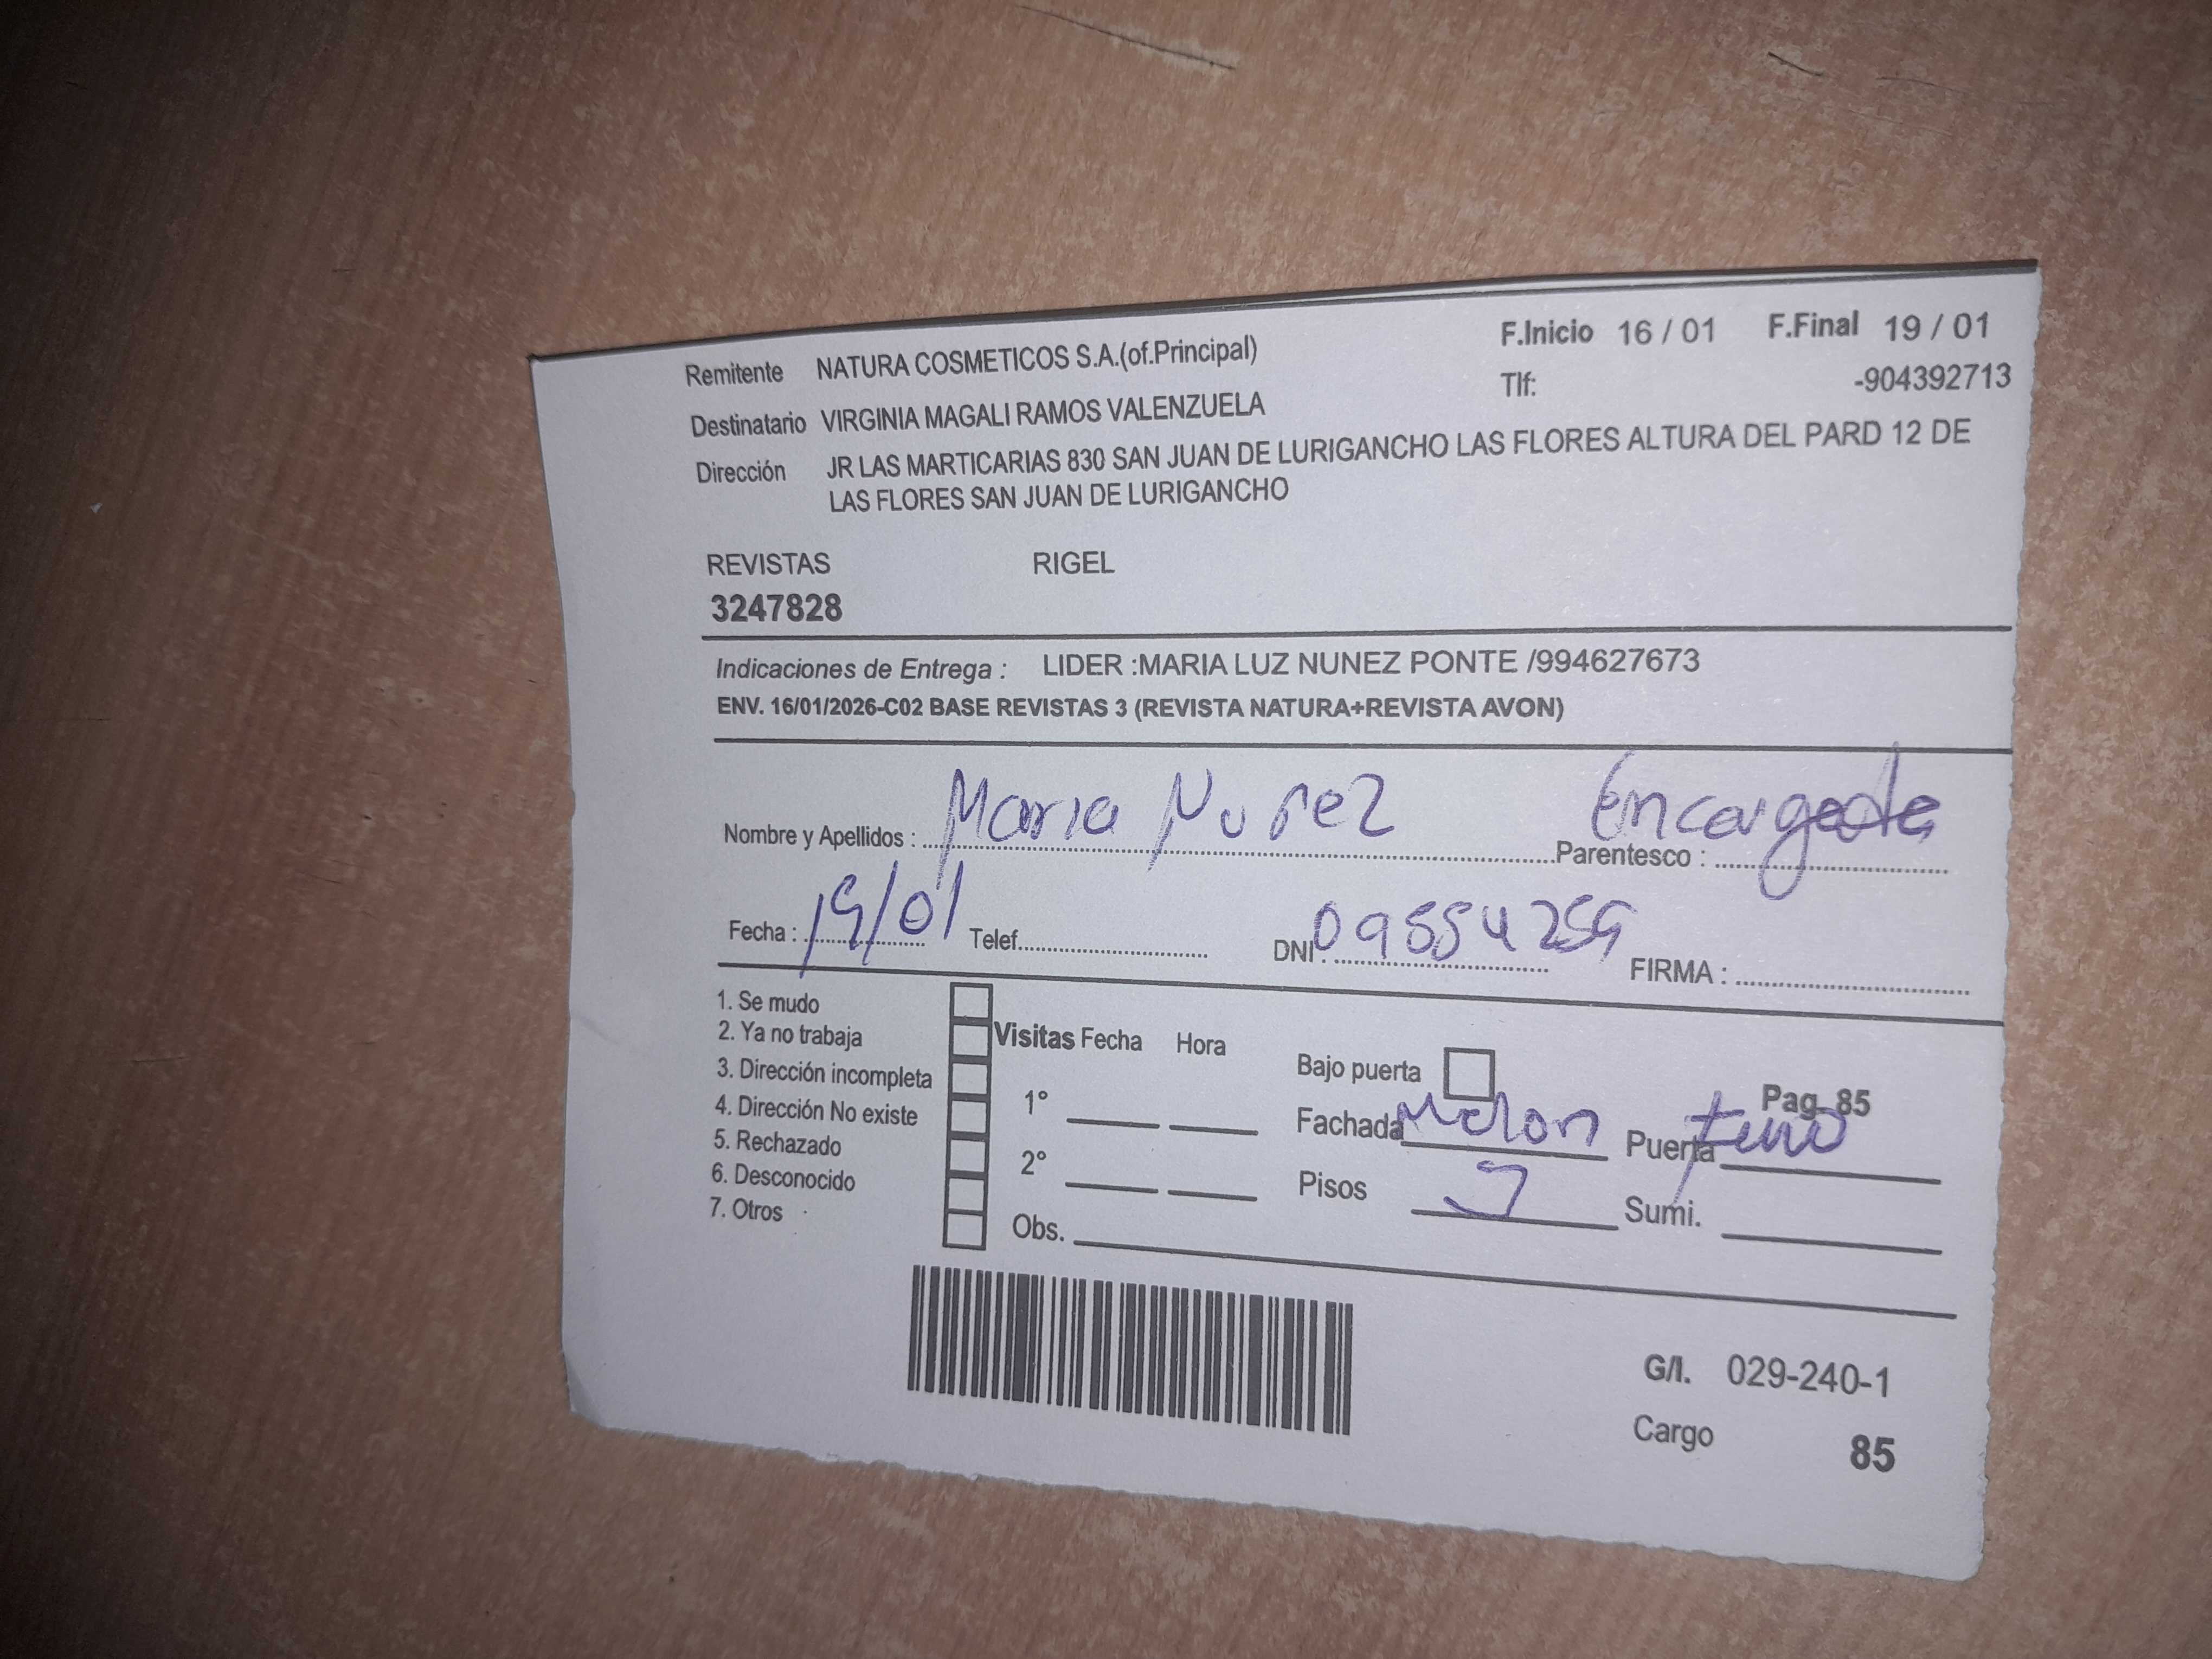 Remitente NATURA COSMETICOS S.A.(of.Principal) F.Inicio 16 / 01 F.Final 19 / 01
Tlf: -904392713
Destinatario VIRGINIA MAGALI RAMOS VALENZUELA
Dirección JR LAS MARTICARIAS 830 SAN JUAN DE LURIGANCHO LAS FLORES ALTURA DEL PARD 12 DE
LAS FLORES SAN JUAN DE LURIGANCHO
REVISTAS RIGEL
3247828
Indicaciones de Entrega : LIDER :MARIA LUZ NUNEZ PONTE /994627673
ENV. 16/01/2026-C02 BASE REVISTAS 3 (REVISTA NATURA+REVISTA AVON)
Nombre y Apellidos : Maria Nuñez Parentesco : Encargada
Fecha : 19/01 Telef. DNI : FIRMA :
1. Se mudo
2. Ya no trabaja
3. Dirección incompleta
4. Dirección No existe
5. Rechazado
6. Desconocido
7. Otros
Visitas Fecha Hora
1°
2°
Obs.
Bajo puerta Pag. 85
Fachada Melon Puerta
Pisos Sumi.
G/I. 029-240-1
Cargo 85